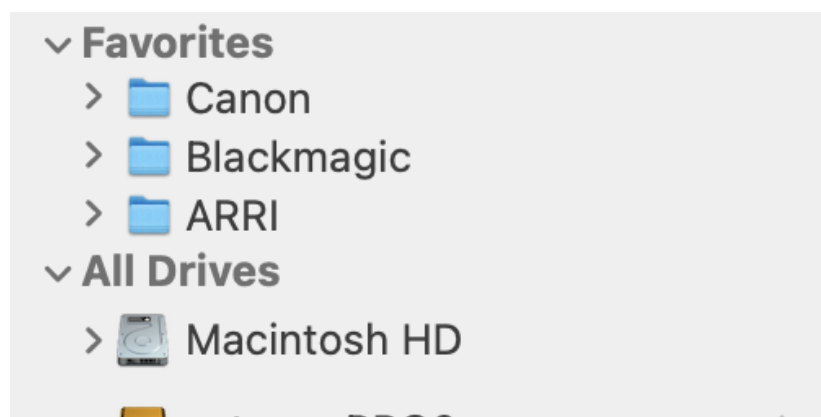 Favorites
Canon
Blackmagic
ARRI
All Drives
Macintosh HD